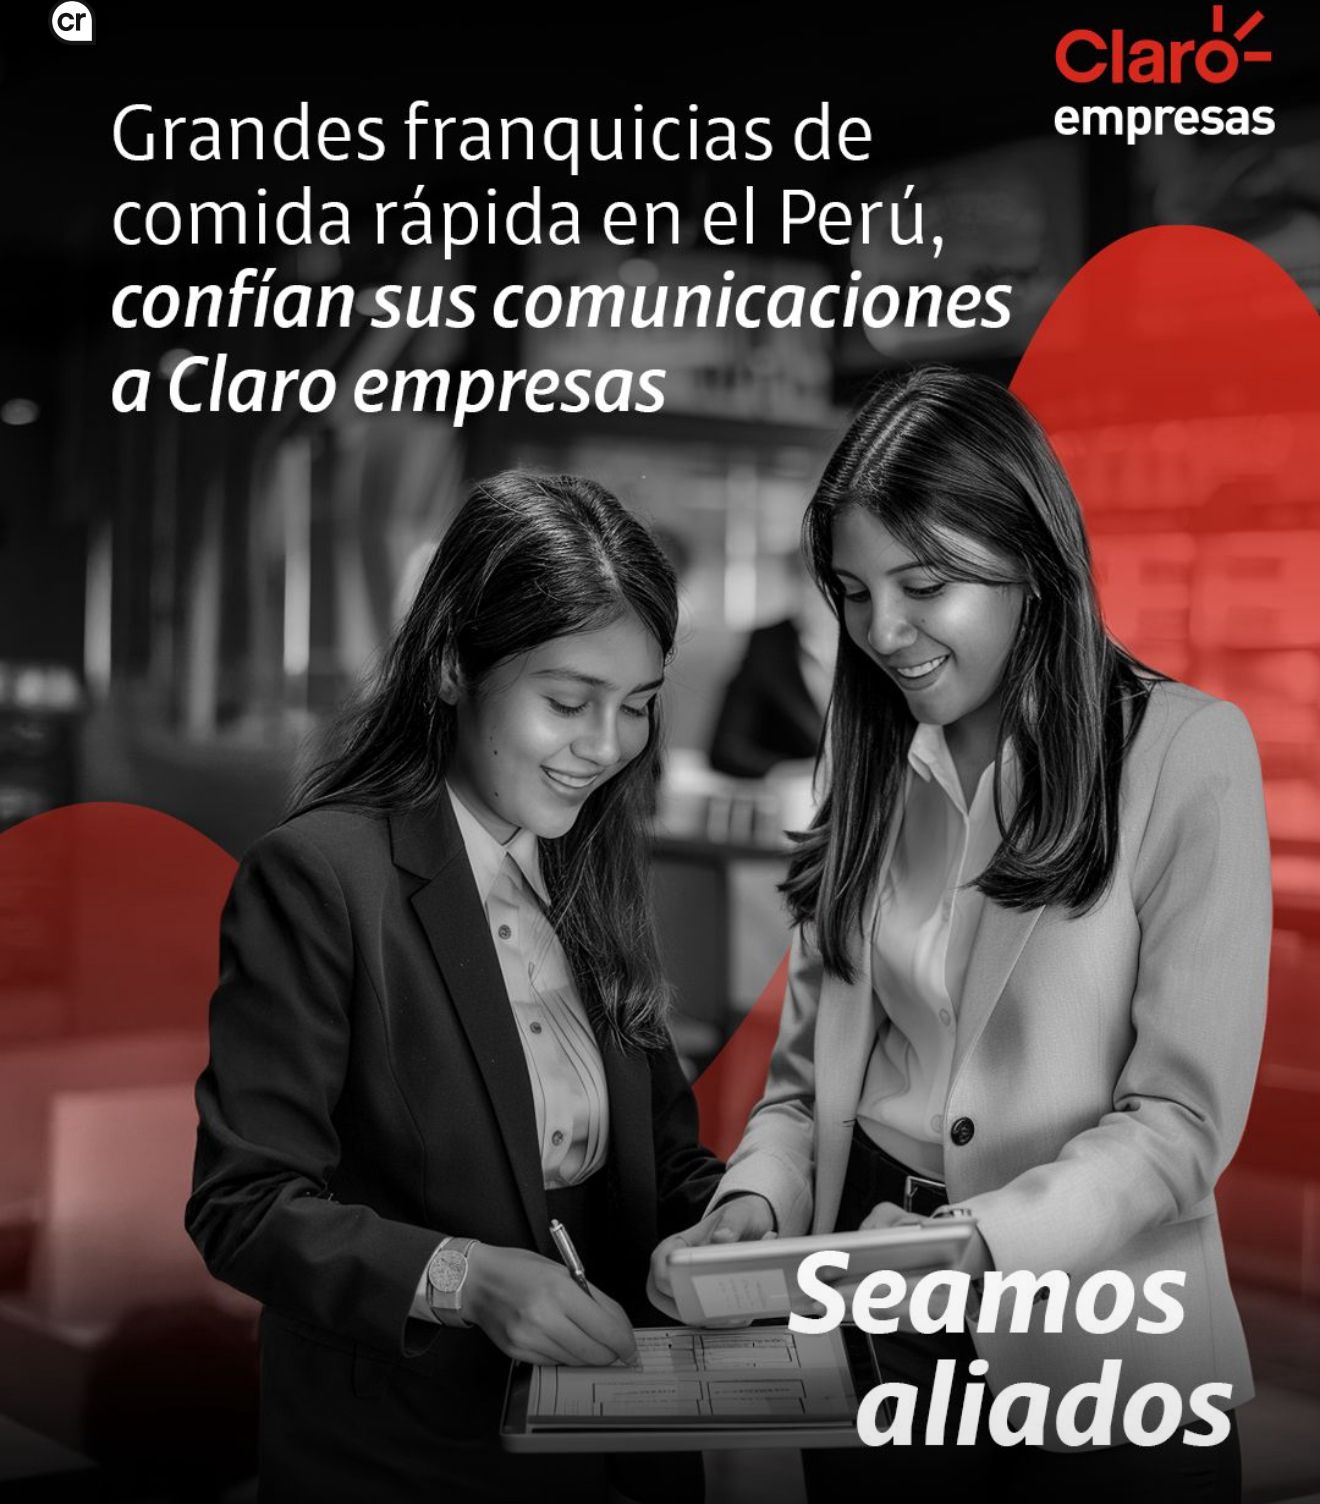 cr
Claro
empresas
Grandes franquicias de
comida rápida en el Perú,
confían sus comunicaciones
a Claro empresas
Seamos
aliados